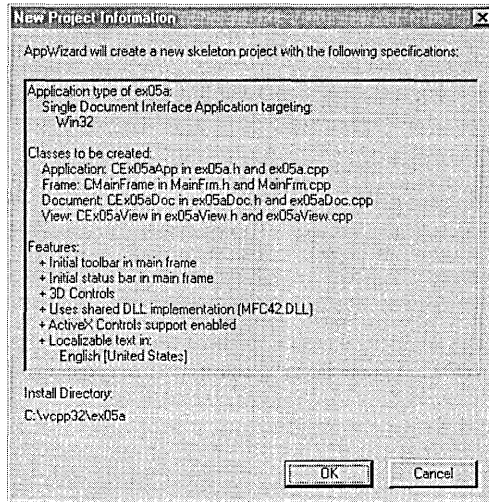 New Project Information
AppWizard will create a new skeleton project with the following specifications:
Application type of ex05a:
Single Document Interface Application targeting:
Win32
Classes to be created:
Application: CEx05aApp in ex05a.h and ex05a.cpp
Frame: CMainFrame in MainFrm.h and MainFrm.cpp
Document: CEx05aDoc in ex05aDoc.h and ex05aDoc.cpp
View: CEx05aView in ex05aView.h and ex05aView.cpp
Features:
+ Initial toolbar in main frame
+ Initial status bar in main frame
+ 3D Controls
+ Uses shared DLL implementation (MFC42.DLL)
+ ActiveX Controls support enabled
+ Localizable text in:
English [United States]
Install Directory:
C:\vcpp32\ex05a
OK
Cancel